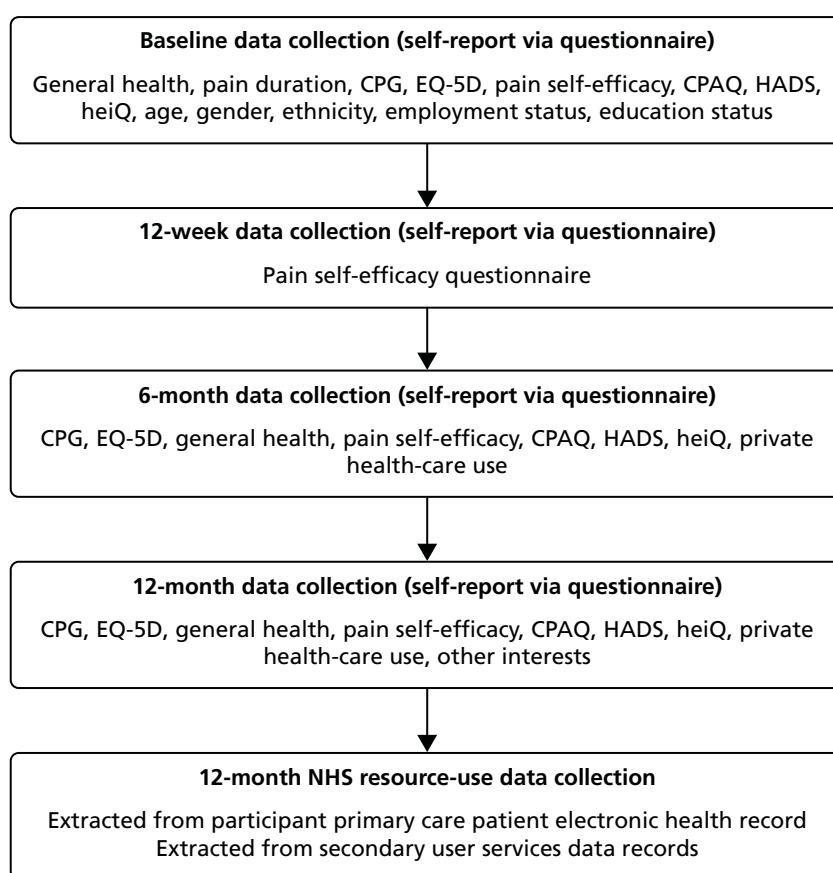 Baseline data collection (self-report via questionnaire)
General health, pain duration, CPG, EQ-5D, pain self-efficacy, CPAQ, HADS,
heiQ, age, gender, ethnicity, employment status, education status
12-week data collection (self-report via questionnaire)
Pain self-efficacy questionnaire
6-month data collection (self-report via questionnaire)
CPG, EQ-5D, general health, pain self-efficacy, CPAQ, HADS, heiQ, private
health-care use
12-month data collection (self-report via questionnaire)
CPG, EQ-5D, general health, pain self-efficacy, CPAQ, HADS, heiQ, private
health-care use, other interests
12-month NHS resource-use data collection
Extracted from participant primary care patient electronic health record
Extracted from secondary user services data records